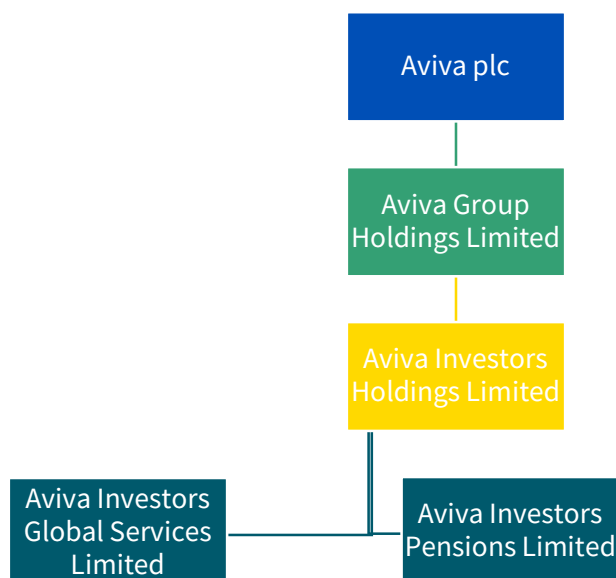 Aviva plc
Aviva Group
Holdings Limited
Aviva Investors
Holdings Limited
Aviva Investors
Global Services
Limited
Aviva Investors
Pensions Limited